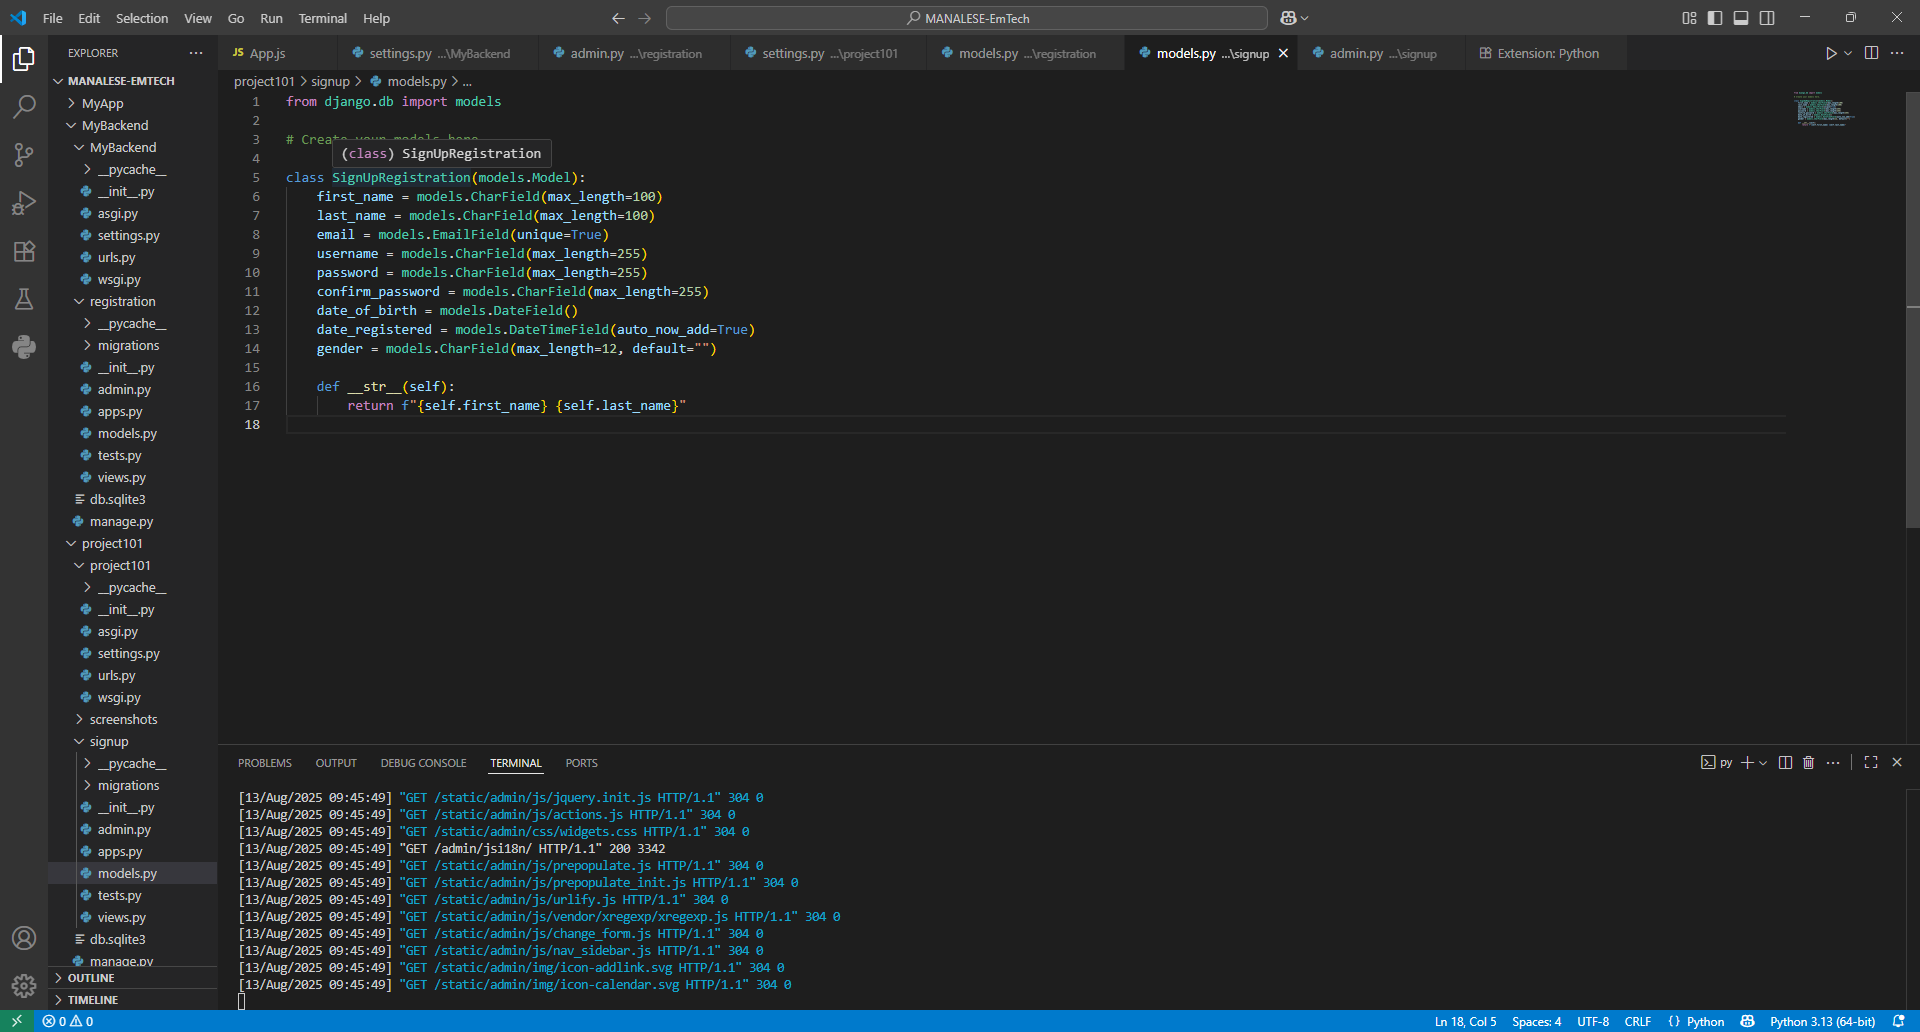 File Edit Selection View Go Run Terminal Help
MANALESE-EmTech
EXPLORER
MANALESE-EMTECH
MyApp
MyBackend
MyBackend
__pycache__
__init__.py
asgi.py
settings.py
urls.py
wsgi.py
registration
__pycache__
migrations
__init__.py
admin.py
apps.py
models.py
tests.py
views.py
db.sqlite3
manage.py
project101
project101
__pycache__
__init__.py
asgi.py
settings.py
urls.py
wsgi.py
screenshots
signup
__pycache__
migrations
__init__.py
admin.py
apps.py
models.py
tests.py
views.py
db.sqlite3
manage.py
OUTLINE
TIMELINE
JS App.js settings.py ...\MyBackend admin.py ...\registration settings.py ...\project101 models.py ...\registration models.py ...\signup admin.py ...\signup Extension: Python
project101 > signup > models.py > ...
1 from django.db import models
2
3 # Create your models here.
4
(class) SignUpRegistration
5 class SignUpRegistration(models.Model):
6 first_name = models.CharField(max_length=100)
7 last_name = models.CharField(max_length=100)
8 email = models.EmailField(unique=True)
9 username = models.CharField(max_length=255)
10 password = models.CharField(max_length=255)
11 confirm_password = models.CharField(max_length=255)
12 date_of_birth = models.DateField()
13 date_registered = models.DateTimeField(auto_now_add=True)
14 gender = models.CharField(max_length=12, default="")
15
16 def __str__(self):
17 return f"{self.first_name} {self.last_name}"
18
PROBLEMS OUTPUT DEBUG CONSOLE TERMINAL PORTS
py
[13/Aug/2025 09:45:49] "GET /static/admin/js/jquery.init.js HTTP/1.1" 304 0
[13/Aug/2025 09:45:49] "GET /static/admin/js/actions.js HTTP/1.1" 304 0
[13/Aug/2025 09:45:49] "GET /static/admin/css/widgets.css HTTP/1.1" 304 0
[13/Aug/2025 09:45:49] "GET /admin/jsi18n/ HTTP/1.1" 200 3342
[13/Aug/2025 09:45:49] "GET /static/admin/js/prepopulate.js HTTP/1.1" 304 0
[13/Aug/2025 09:45:49] "GET /static/admin/js/prepopulate_init.js HTTP/1.1" 304 0
[13/Aug/2025 09:45:49] "GET /static/admin/js/urlify.js HTTP/1.1" 304 0
[13/Aug/2025 09:45:49] "GET /static/admin/js/vendor/xregexp/xregexp.js HTTP/1.1" 304 0
[13/Aug/2025 09:45:49] "GET /static/admin/js/change_form.js HTTP/1.1" 304 0
[13/Aug/2025 09:45:49] "GET /static/admin/js/nav_sidebar.js HTTP/1.1" 304 0
[13/Aug/2025 09:45:49] "GET /static/admin/img/icon-addlink.svg HTTP/1.1" 304 0
[13/Aug/2025 09:45:49] "GET /static/admin/img/icon-calendar.svg HTTP/1.1" 304 0
0 0
Ln 18, Col 5 Spaces: 4 UTF-8 CRLF {} Python Python 3.13 (64-bit)